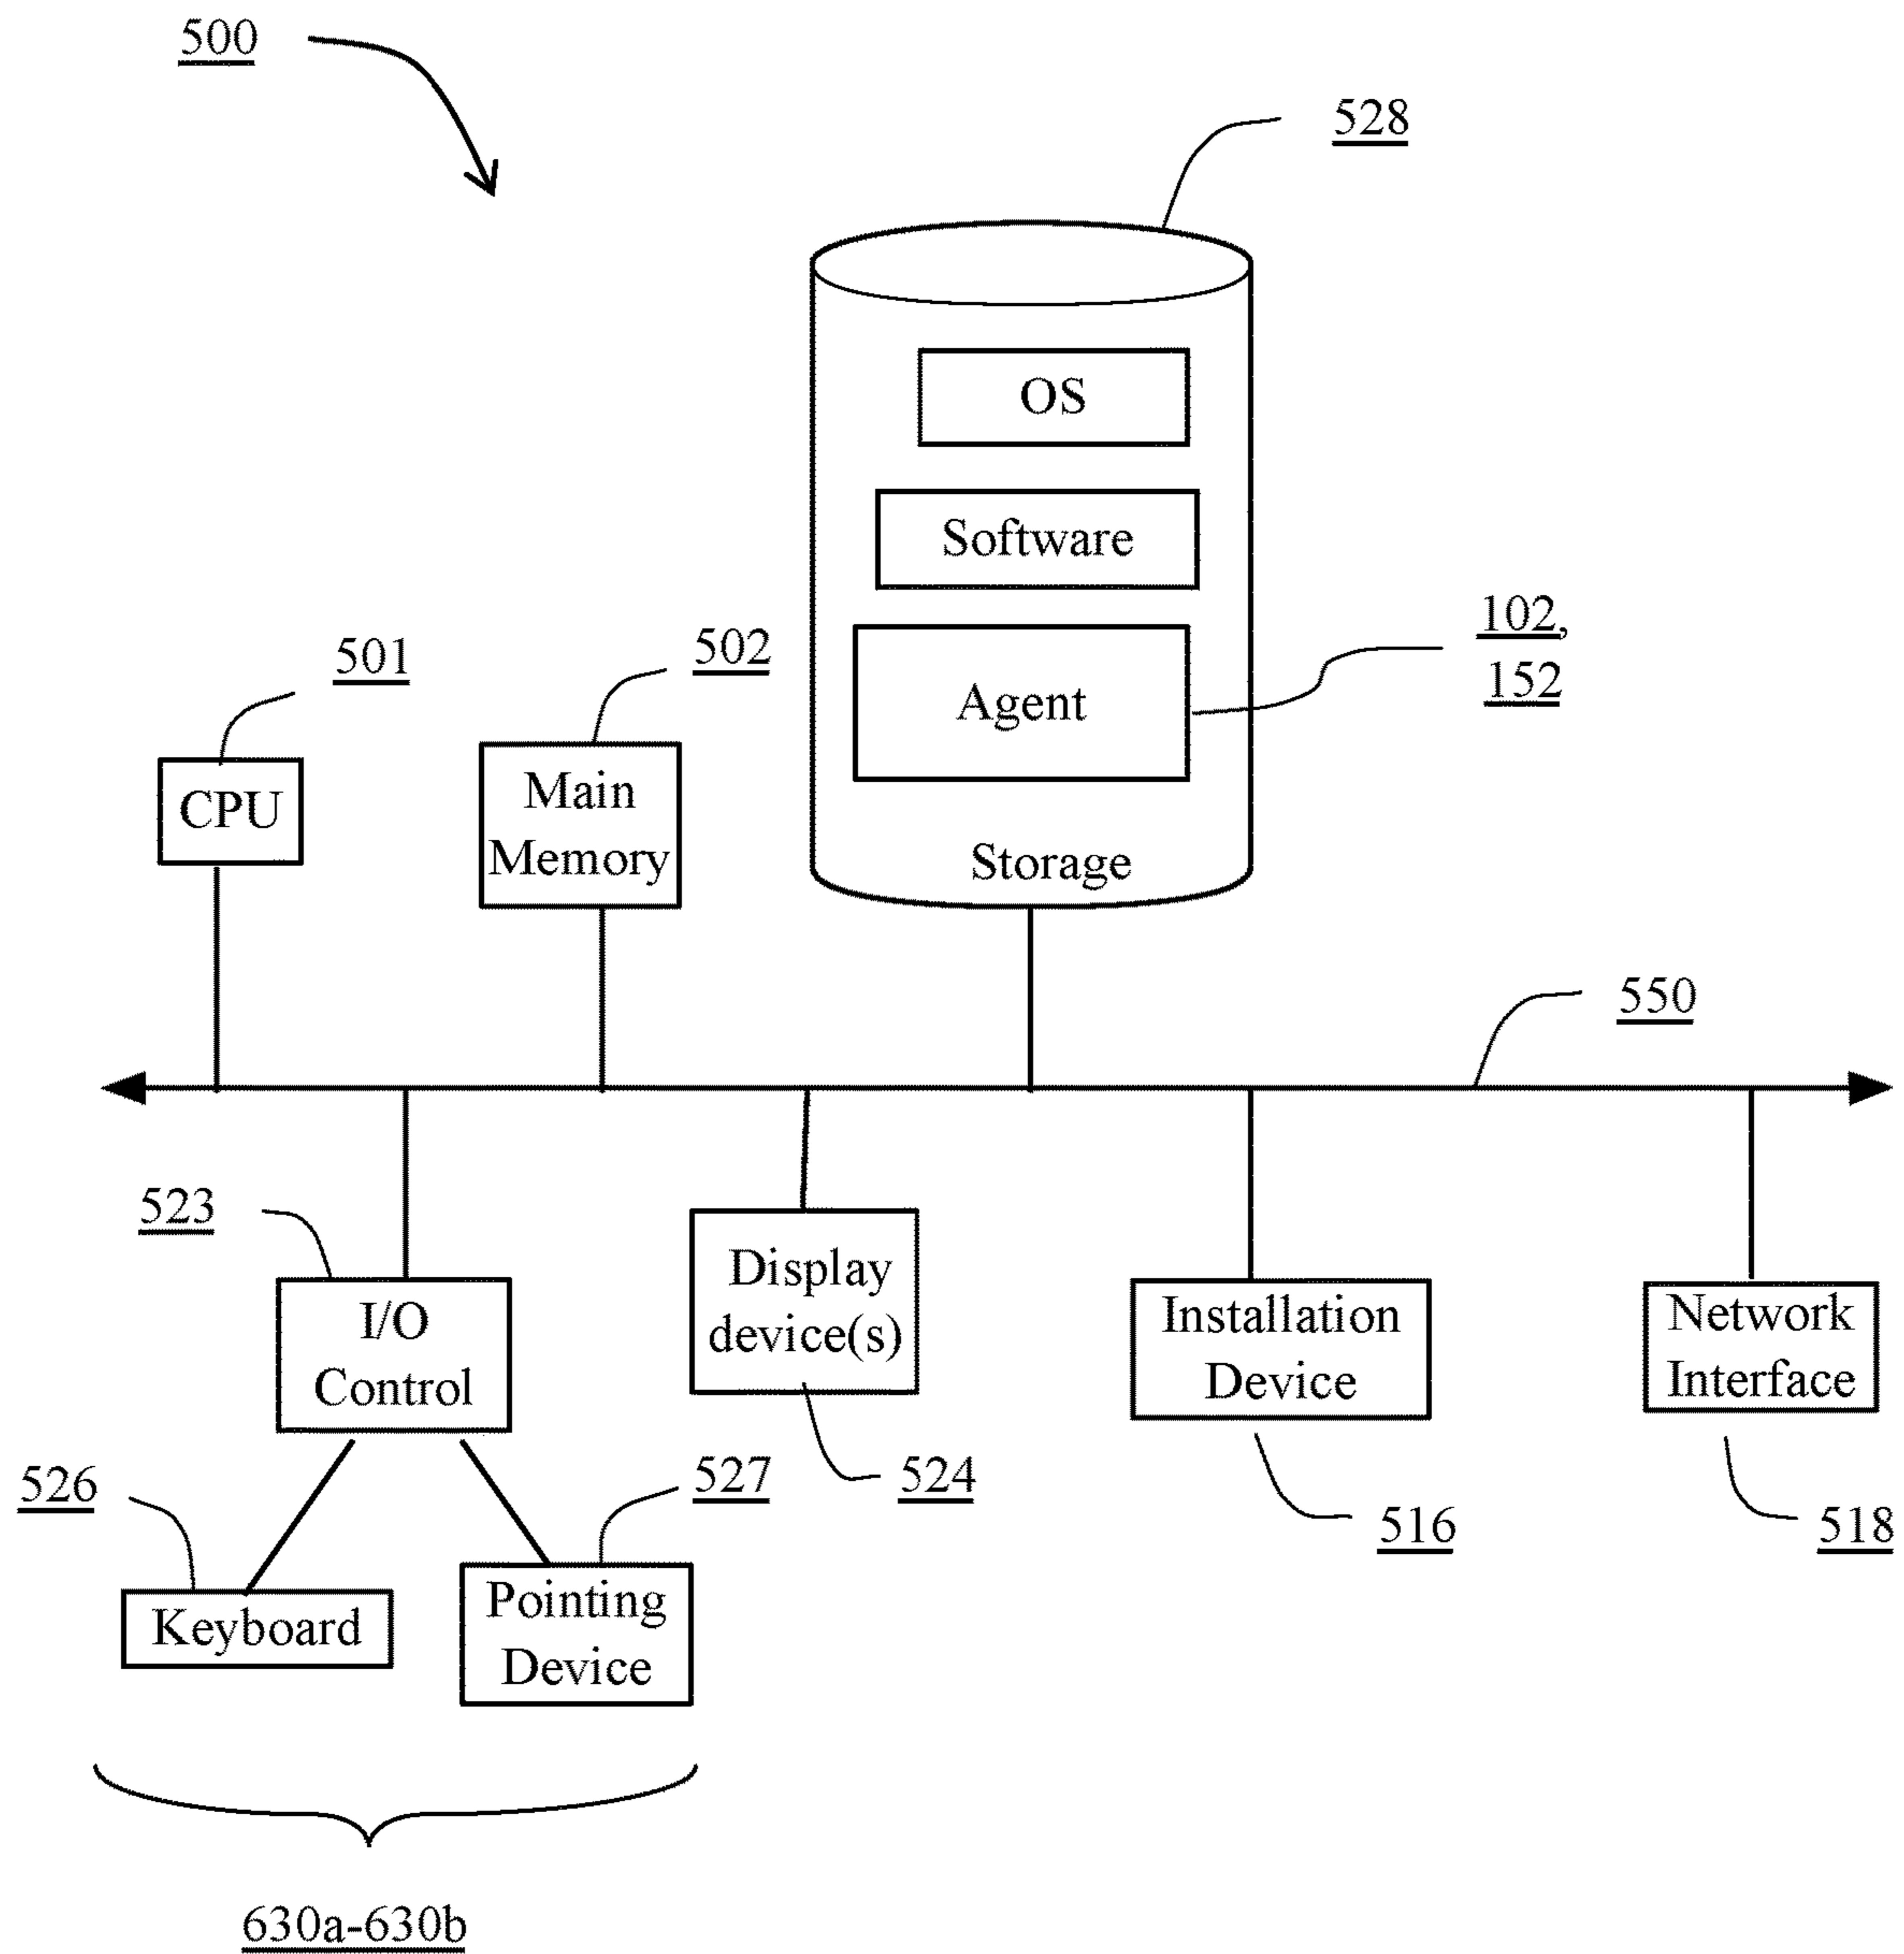 500
528
OS
Software
102,
152
Agent
501
502
CPU
Main
Memory
Storage
550
523
I/O
Control
Display
device(s)
Installation
Device
Network
Interface
526
527
524
516
518
Keyboard
Pointing
Device
630a-630b